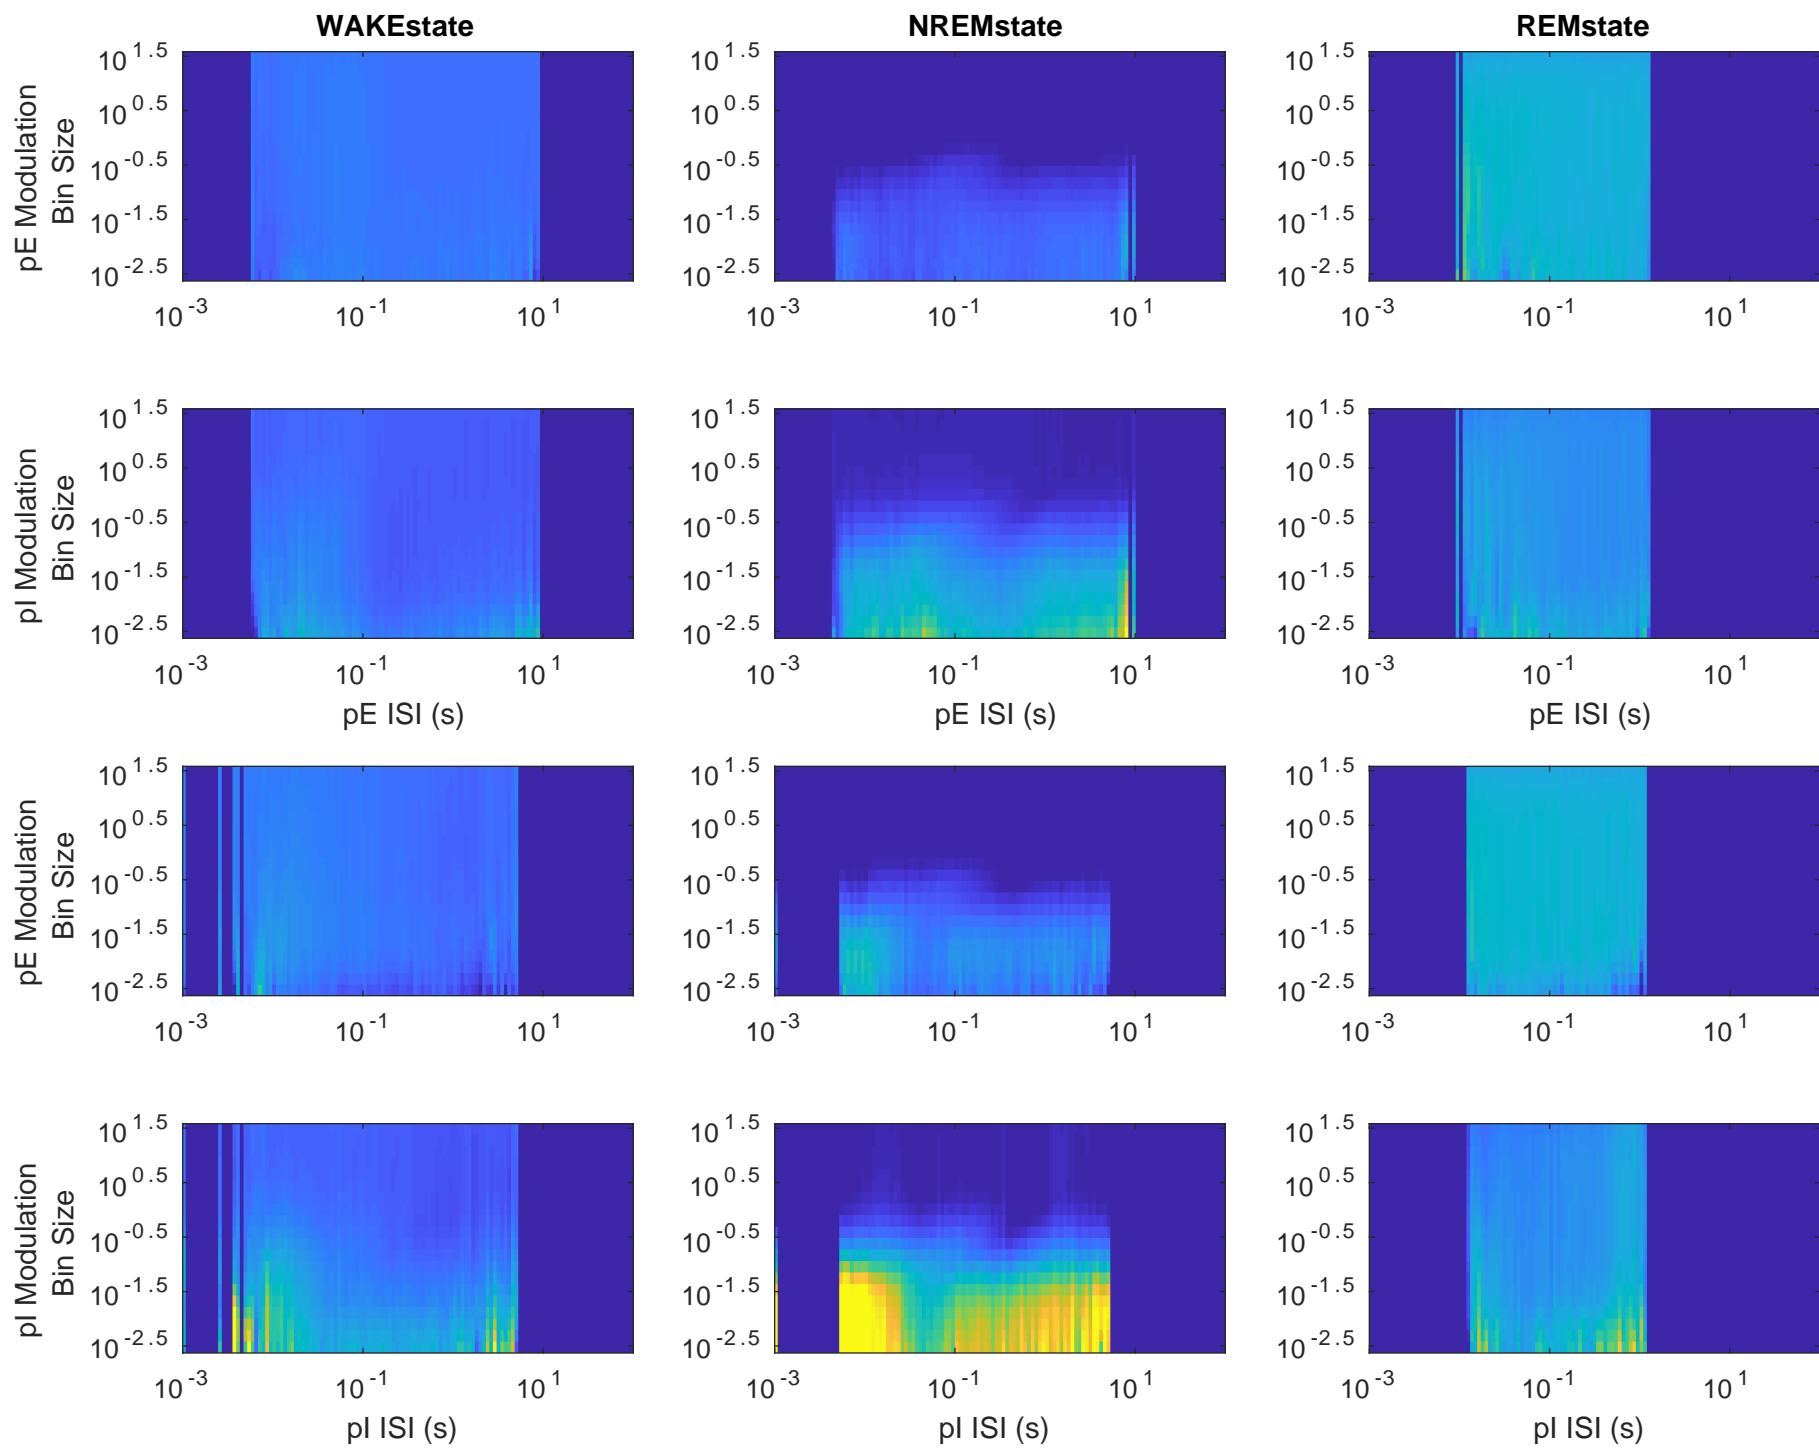 WAKEstate NREMstate REMstate
pE Modulation
Bin Size
10^1.5 10^1.5 10^1.5
10^0.5 10^0.5 10^0.5
10^-0.5 10^-0.5 10^-0.5
10^-1.5 10^-1.5 10^-1.5
10^-2.5 10^-2.5 10^-2.5
10^-3 10^-1 10^1 10^-3 10^-1 10^1 10^-3 10^-1 10^1
pI Modulation
Bin Size
10^1.5 10^1.5 10^1.5
10^0.5 10^0.5 10^0.5
10^-0.5 10^-0.5 10^-0.5
10^-1.5 10^-1.5 10^-1.5
10^-2.5 10^-2.5 10^-2.5
10^-3 10^-1 10^1 10^-3 10^-1 10^1 10^-3 10^-1 10^1
pE ISI (s) pE ISI (s) pE ISI (s)
pE Modulation
Bin Size
10^1.5 10^1.5 10^1.5
10^0.5 10^0.5 10^0.5
10^-0.5 10^-0.5 10^-0.5
10^-1.5 10^-1.5 10^-1.5
10^-2.5 10^-2.5 10^-2.5
10^-3 10^-1 10^1 10^-3 10^-1 10^1 10^-3 10^-1 10^1
pI Modulation
Bin Size
10^1.5 10^1.5 10^1.5
10^0.5 10^0.5 10^0.5
10^-0.5 10^-0.5 10^-0.5
10^-1.5 10^-1.5 10^-1.5
10^-2.5 10^-2.5 10^-2.5
10^-3 10^-1 10^1 10^-3 10^-1 10^1 10^-3 10^-1 10^1
pI ISI (s) pI ISI (s) pI ISI (s)